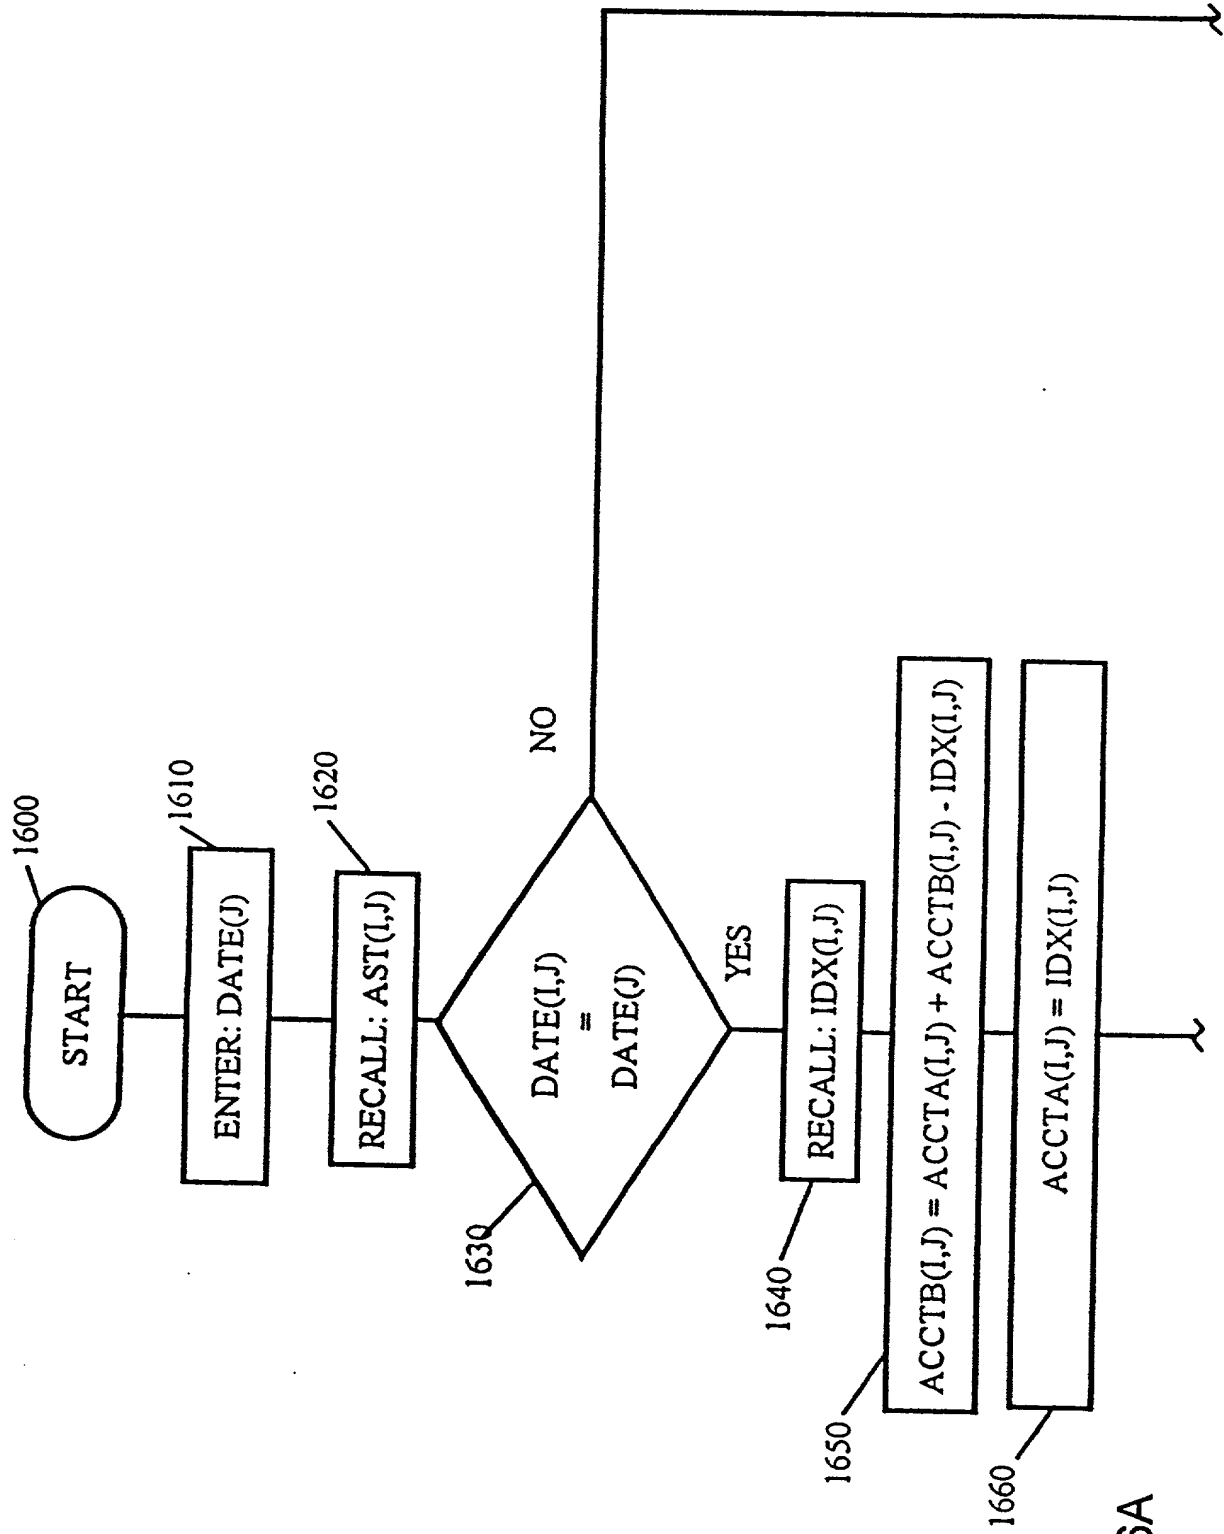 1600
START
1610
ENTER: DATE(J)
1620
RECALL: AST(I,J)
1630
DATE(I,J)
=
DATE(J)
NO
YES
1640
RECALL: IDX(I,J)
1650
ACCTB(I,J) = ACCTA(I,J) + ACCTB(I,J) - IDX(I,J)
1660
ACCTA(I,J) = IDX(I,J)